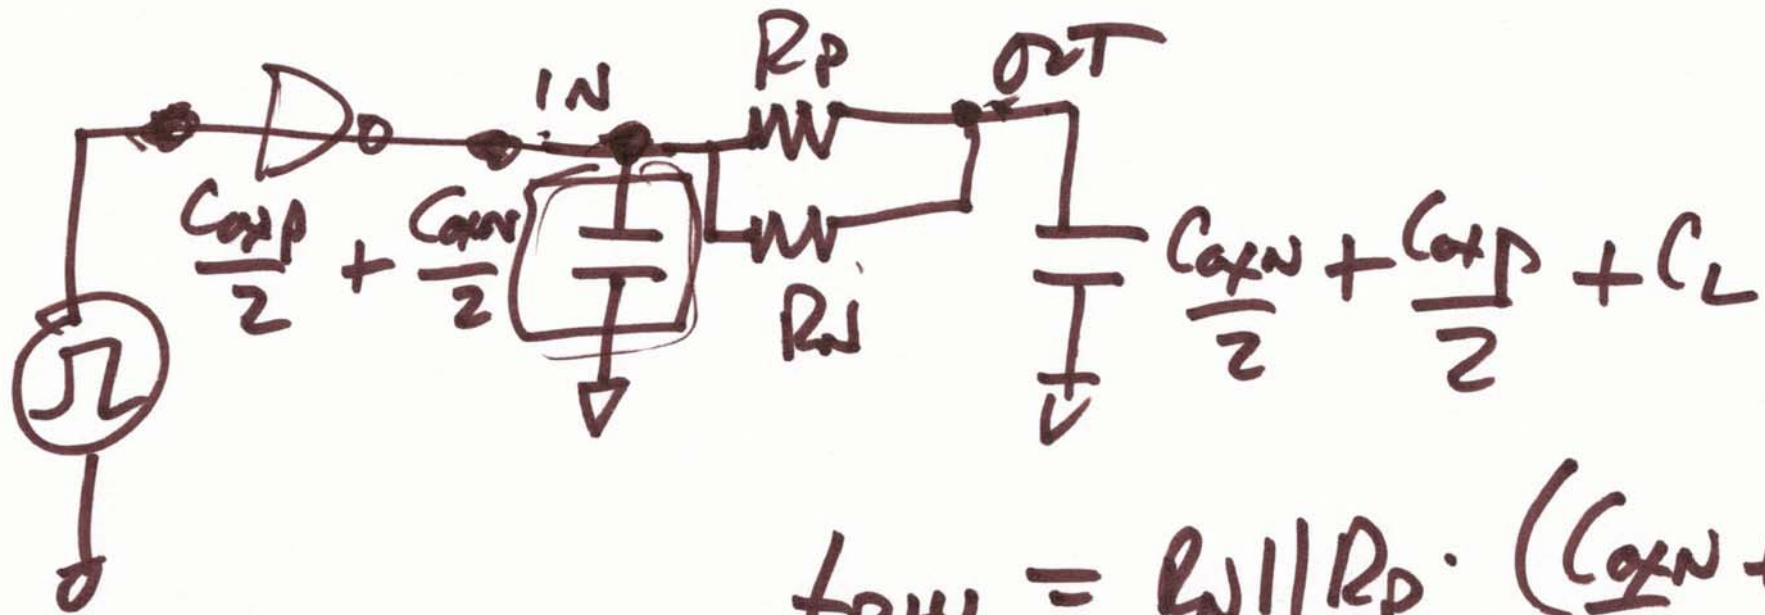 IN
RP
OUT
CoxP/2 + CoxN/2
RN
CoxN/2 + CoxP/2 + CL
= RN||RP · (CoxN +